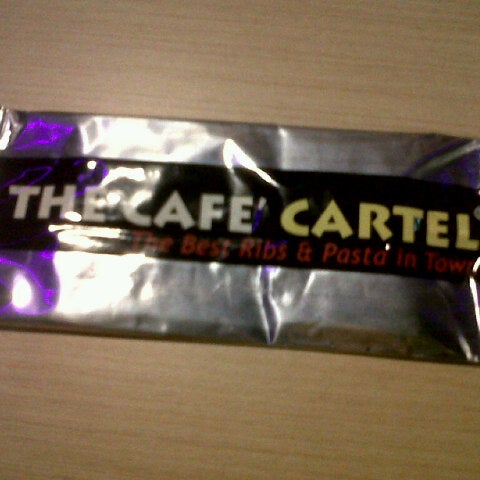 THE CAFE' CARTEL®
The Best Ribs & Pasta in Town